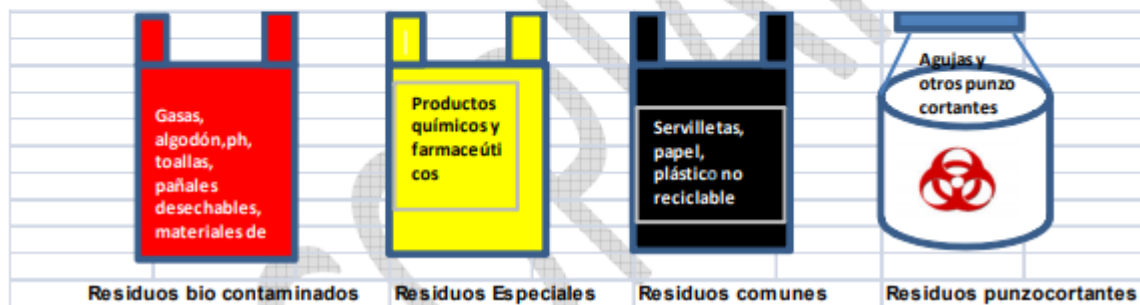 Gasas,
algodón,ph,
toallas,
pañales
desechables,
materiales de
Productos
químicos y
farmaceúti
cos
Servilletas,
papel,
plástico no
reciclable
Agujas y
otros punzo
cortantes
Residuos bio contaminados
Residuos Especiales
Residuos comunes
Residuos punzocortantes